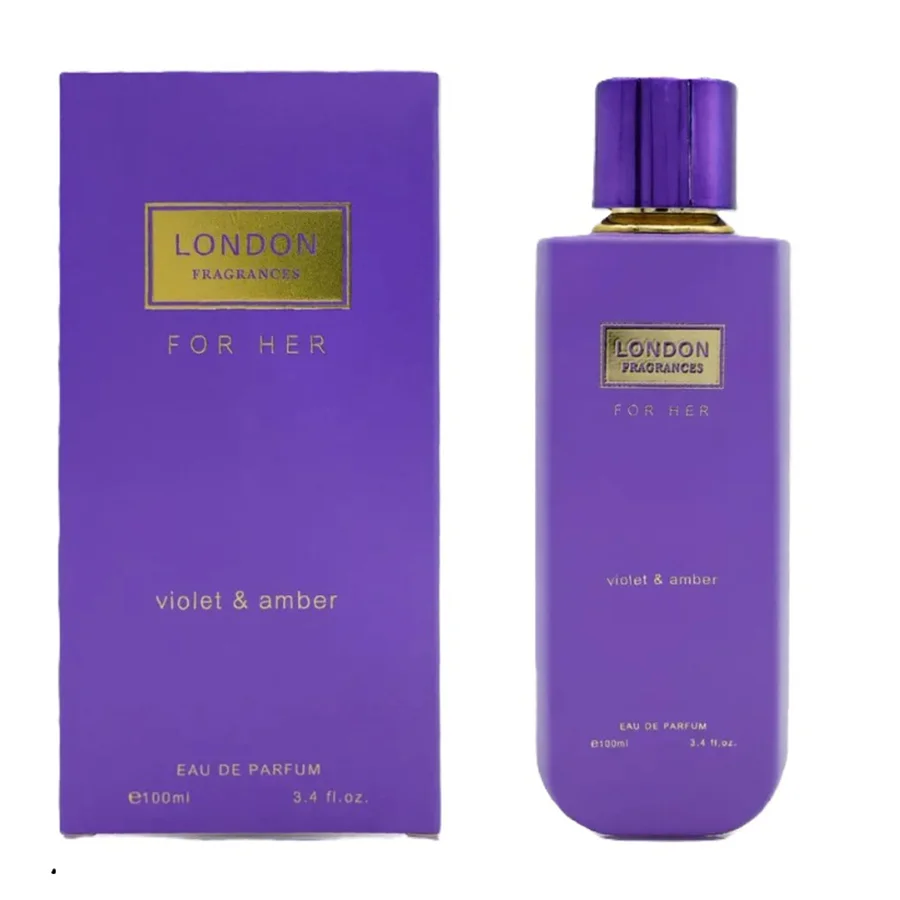 LONDON
FRAGRANCES
FOR HER
violet & amber
EAU DE PARFUM
℮100ml 3.4 fl.oz.
LONDON
FRAGRANCES
FOR HER
violet & amber
EAU DE PARFUM
℮100ml 3.4 fl.oz.